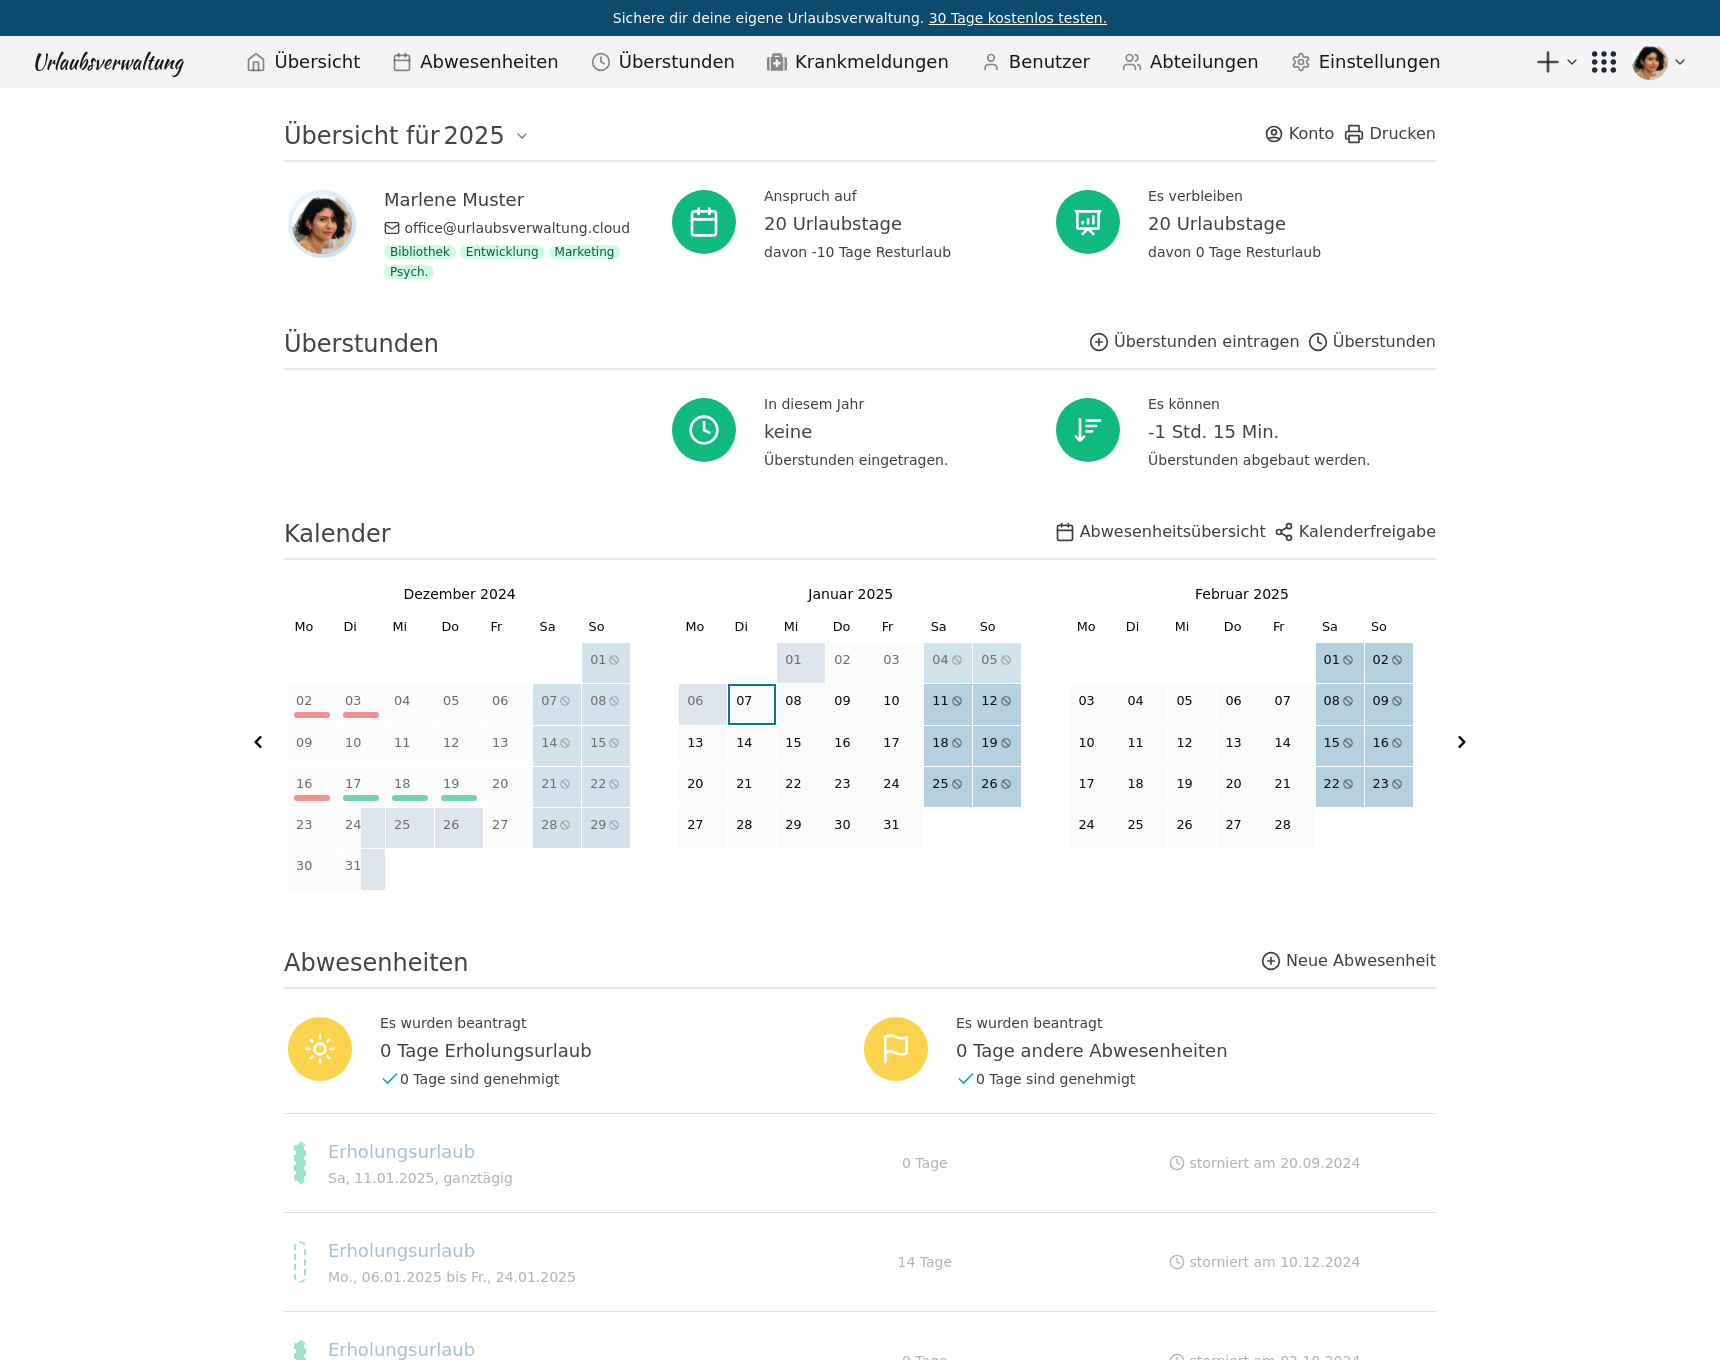 Sichere dir deine eigene Urlaubsverwaltung. 30 Tage kostenlos testen.
Urlaubsverwaltung Übersicht Abwesenheiten Überstunden Krankmeldungen Benutzer Abteilungen Einstellungen
Übersicht für 2025 Konto Drucken
Marlene Muster
office@urlaubsverwaltung.cloud
Bibliothek Entwicklung Marketing
Psych.
Anspruch auf
20 Urlaubstage
davon -10 Tage Resturlaub
Es verbleiben
20 Urlaubstage
davon 0 Tage Resturlaub
Überstunden Überstunden eintragen Überstunden
In diesem Jahr
keine
Überstunden eingetragen.
Es können
-1 Std. 15 Min.
Überstunden abgebaut werden.
Kalender Abwesenheitsübersicht Kalenderfreigabe
Dezember 2024
Mo Di Mi Do Fr Sa So
01
02 03 04 05 06 07 08
09 10 11 12 13 14 15
16 17 18 19 20 21 22
23 24 25 26 27 28 29
30 31
Januar 2025
Mo Di Mi Do Fr Sa So
01 02 03 04 05
06 07 08 09 10 11 12
13 14 15 16 17 18 19
20 21 22 23 24 25 26
27 28 29 30 31
Februar 2025
Mo Di Mi Do Fr Sa So
01 02
03 04 05 06 07 08 09
10 11 12 13 14 15 16
17 18 19 20 21 22 23
24 25 26 27 28
Abwesenheiten Neue Abwesenheit
Es wurden beantragt
0 Tage Erholungsurlaub
0 Tage sind genehmigt
Es wurden beantragt
0 Tage andere Abwesenheiten
0 Tage sind genehmigt
Erholungsurlaub
Sa, 11.01.2025, ganztägig
0 Tage
storniert am 20.09.2024
Erholungsurlaub
Mo., 06.01.2025 bis Fr., 24.01.2025
14 Tage
storniert am 10.12.2024
Erholungsurlaub
0 Tage
storniert am 02.10.2024